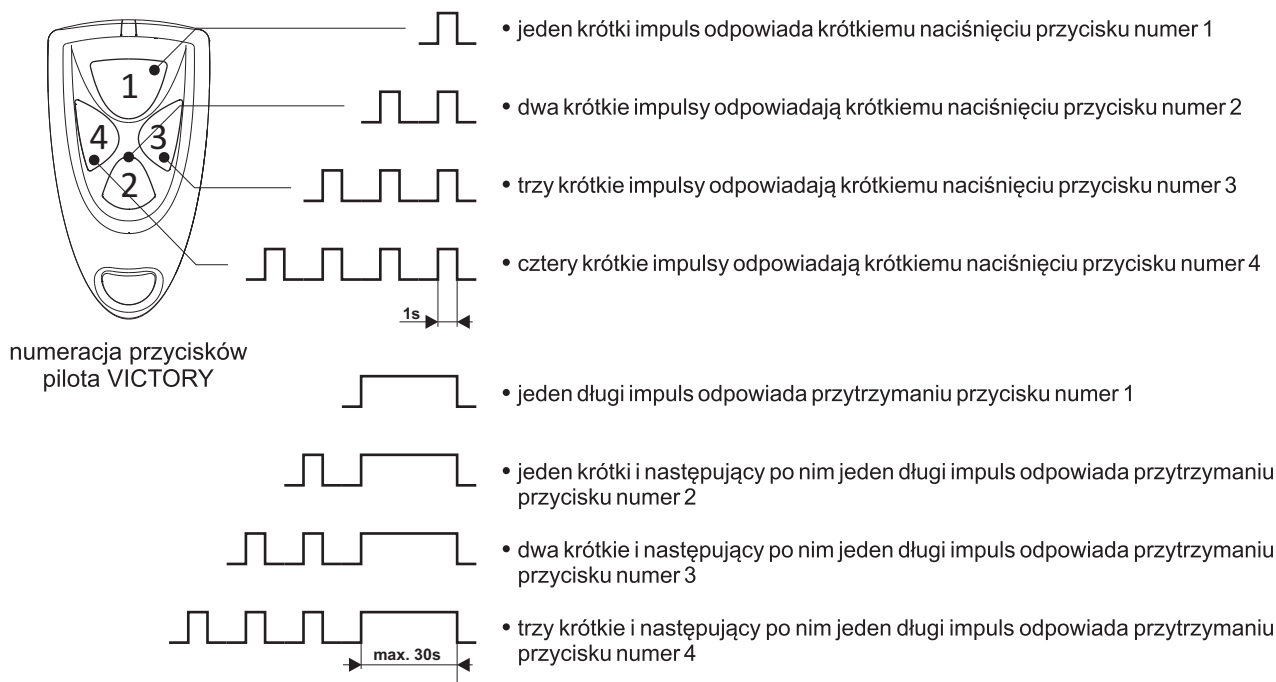 1
4
3
2
numeracja przycisków
pilota VICTORY
• jeden krótki impuls odpowiada krótkiemu naciśnięciu przycisku numer 1
• dwa krótkie impulsy odpowiadają krótkiemu naciśnięciu przycisku numer 2
• trzy krótkie impulsy odpowiadają krótkiemu naciśnięciu przycisku numer 3
• cztery krótkie impulsy odpowiadają krótkiemu naciśnięciu przycisku numer 4
1s
• jeden długi impuls odpowiada przytrzymaniu przycisku numer 1
• jeden krótki i następujący po nim jeden długi impuls odpowiada przytrzymaniu
przycisku numer 2
• dwa krótkie i następujący po nim jeden długi impuls odpowiada przytrzymaniu
przycisku numer 3
• trzy krótkie i następujący po nim jeden długi impuls odpowiada przytrzymaniu
przycisku numer 4
max. 30s